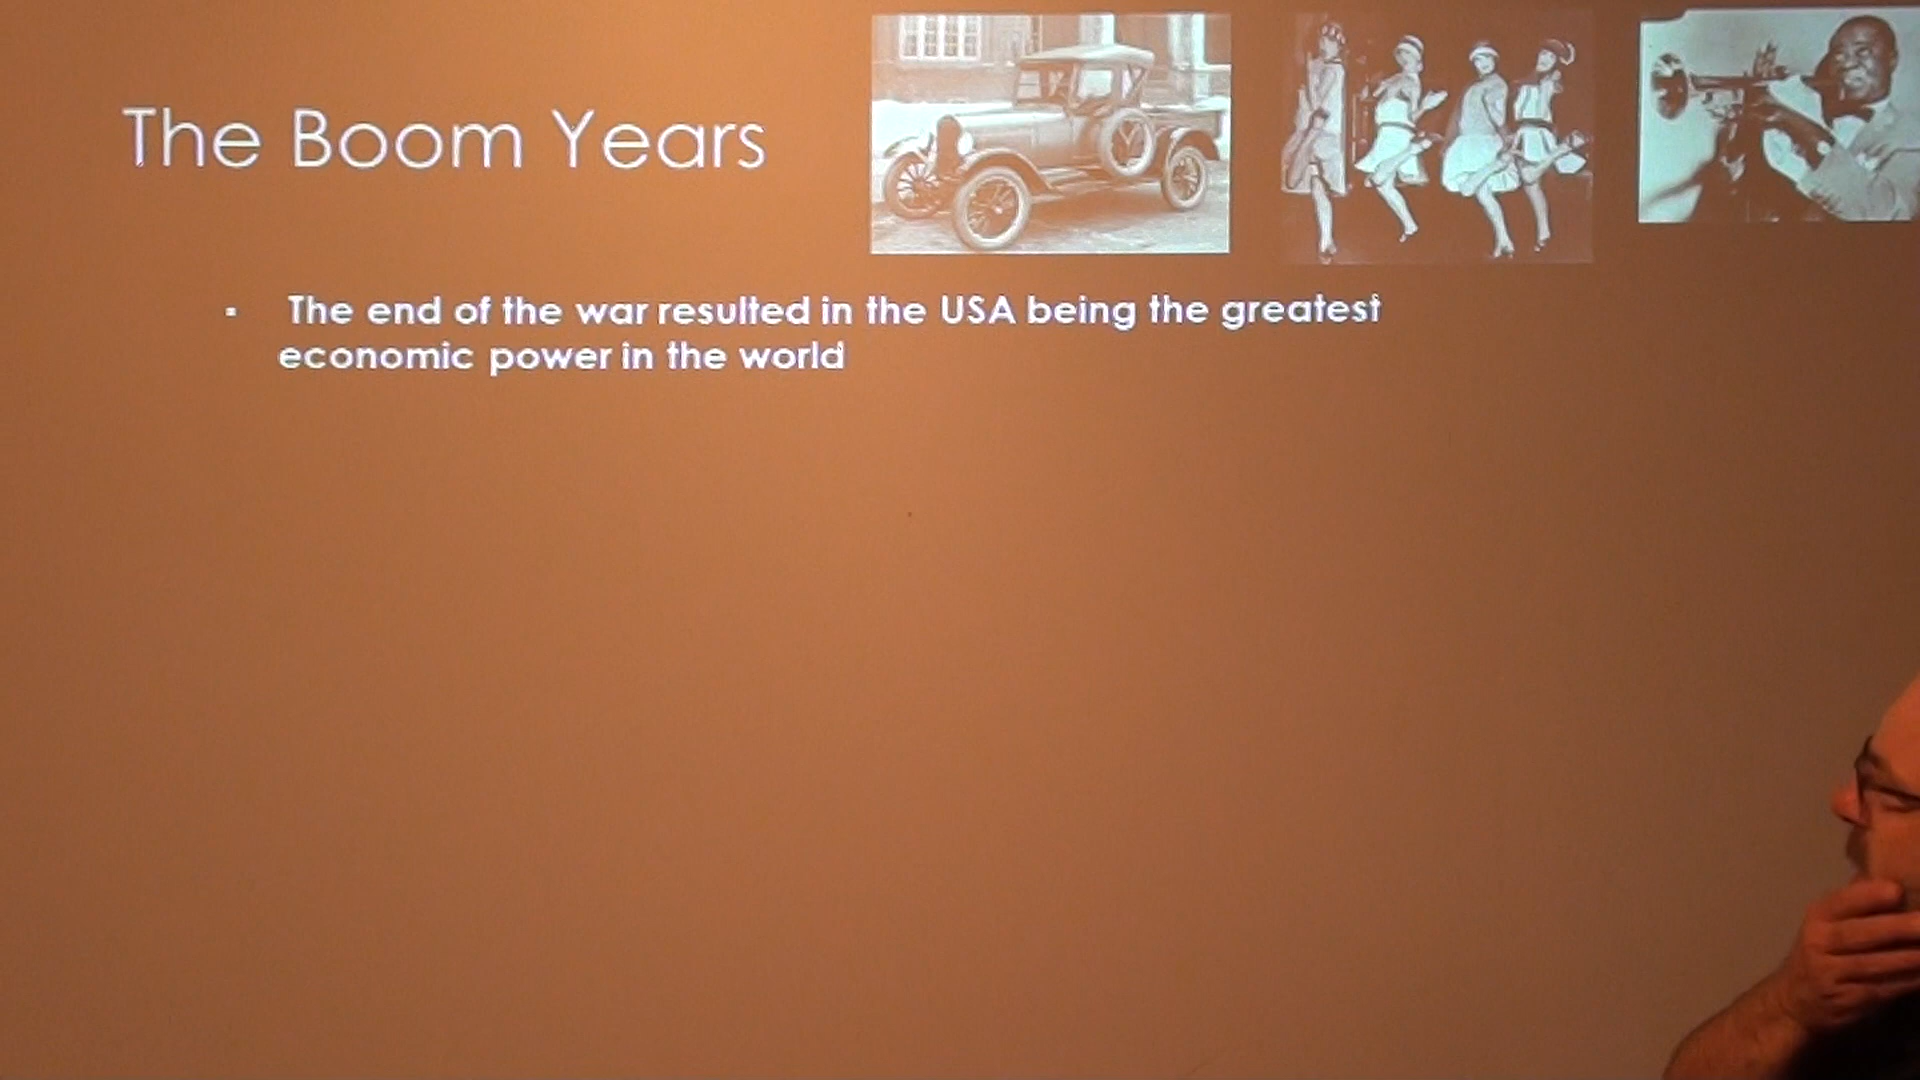 The Boom Years
▪ The end of the war resulted in the USA being the greatest
economic power in the world